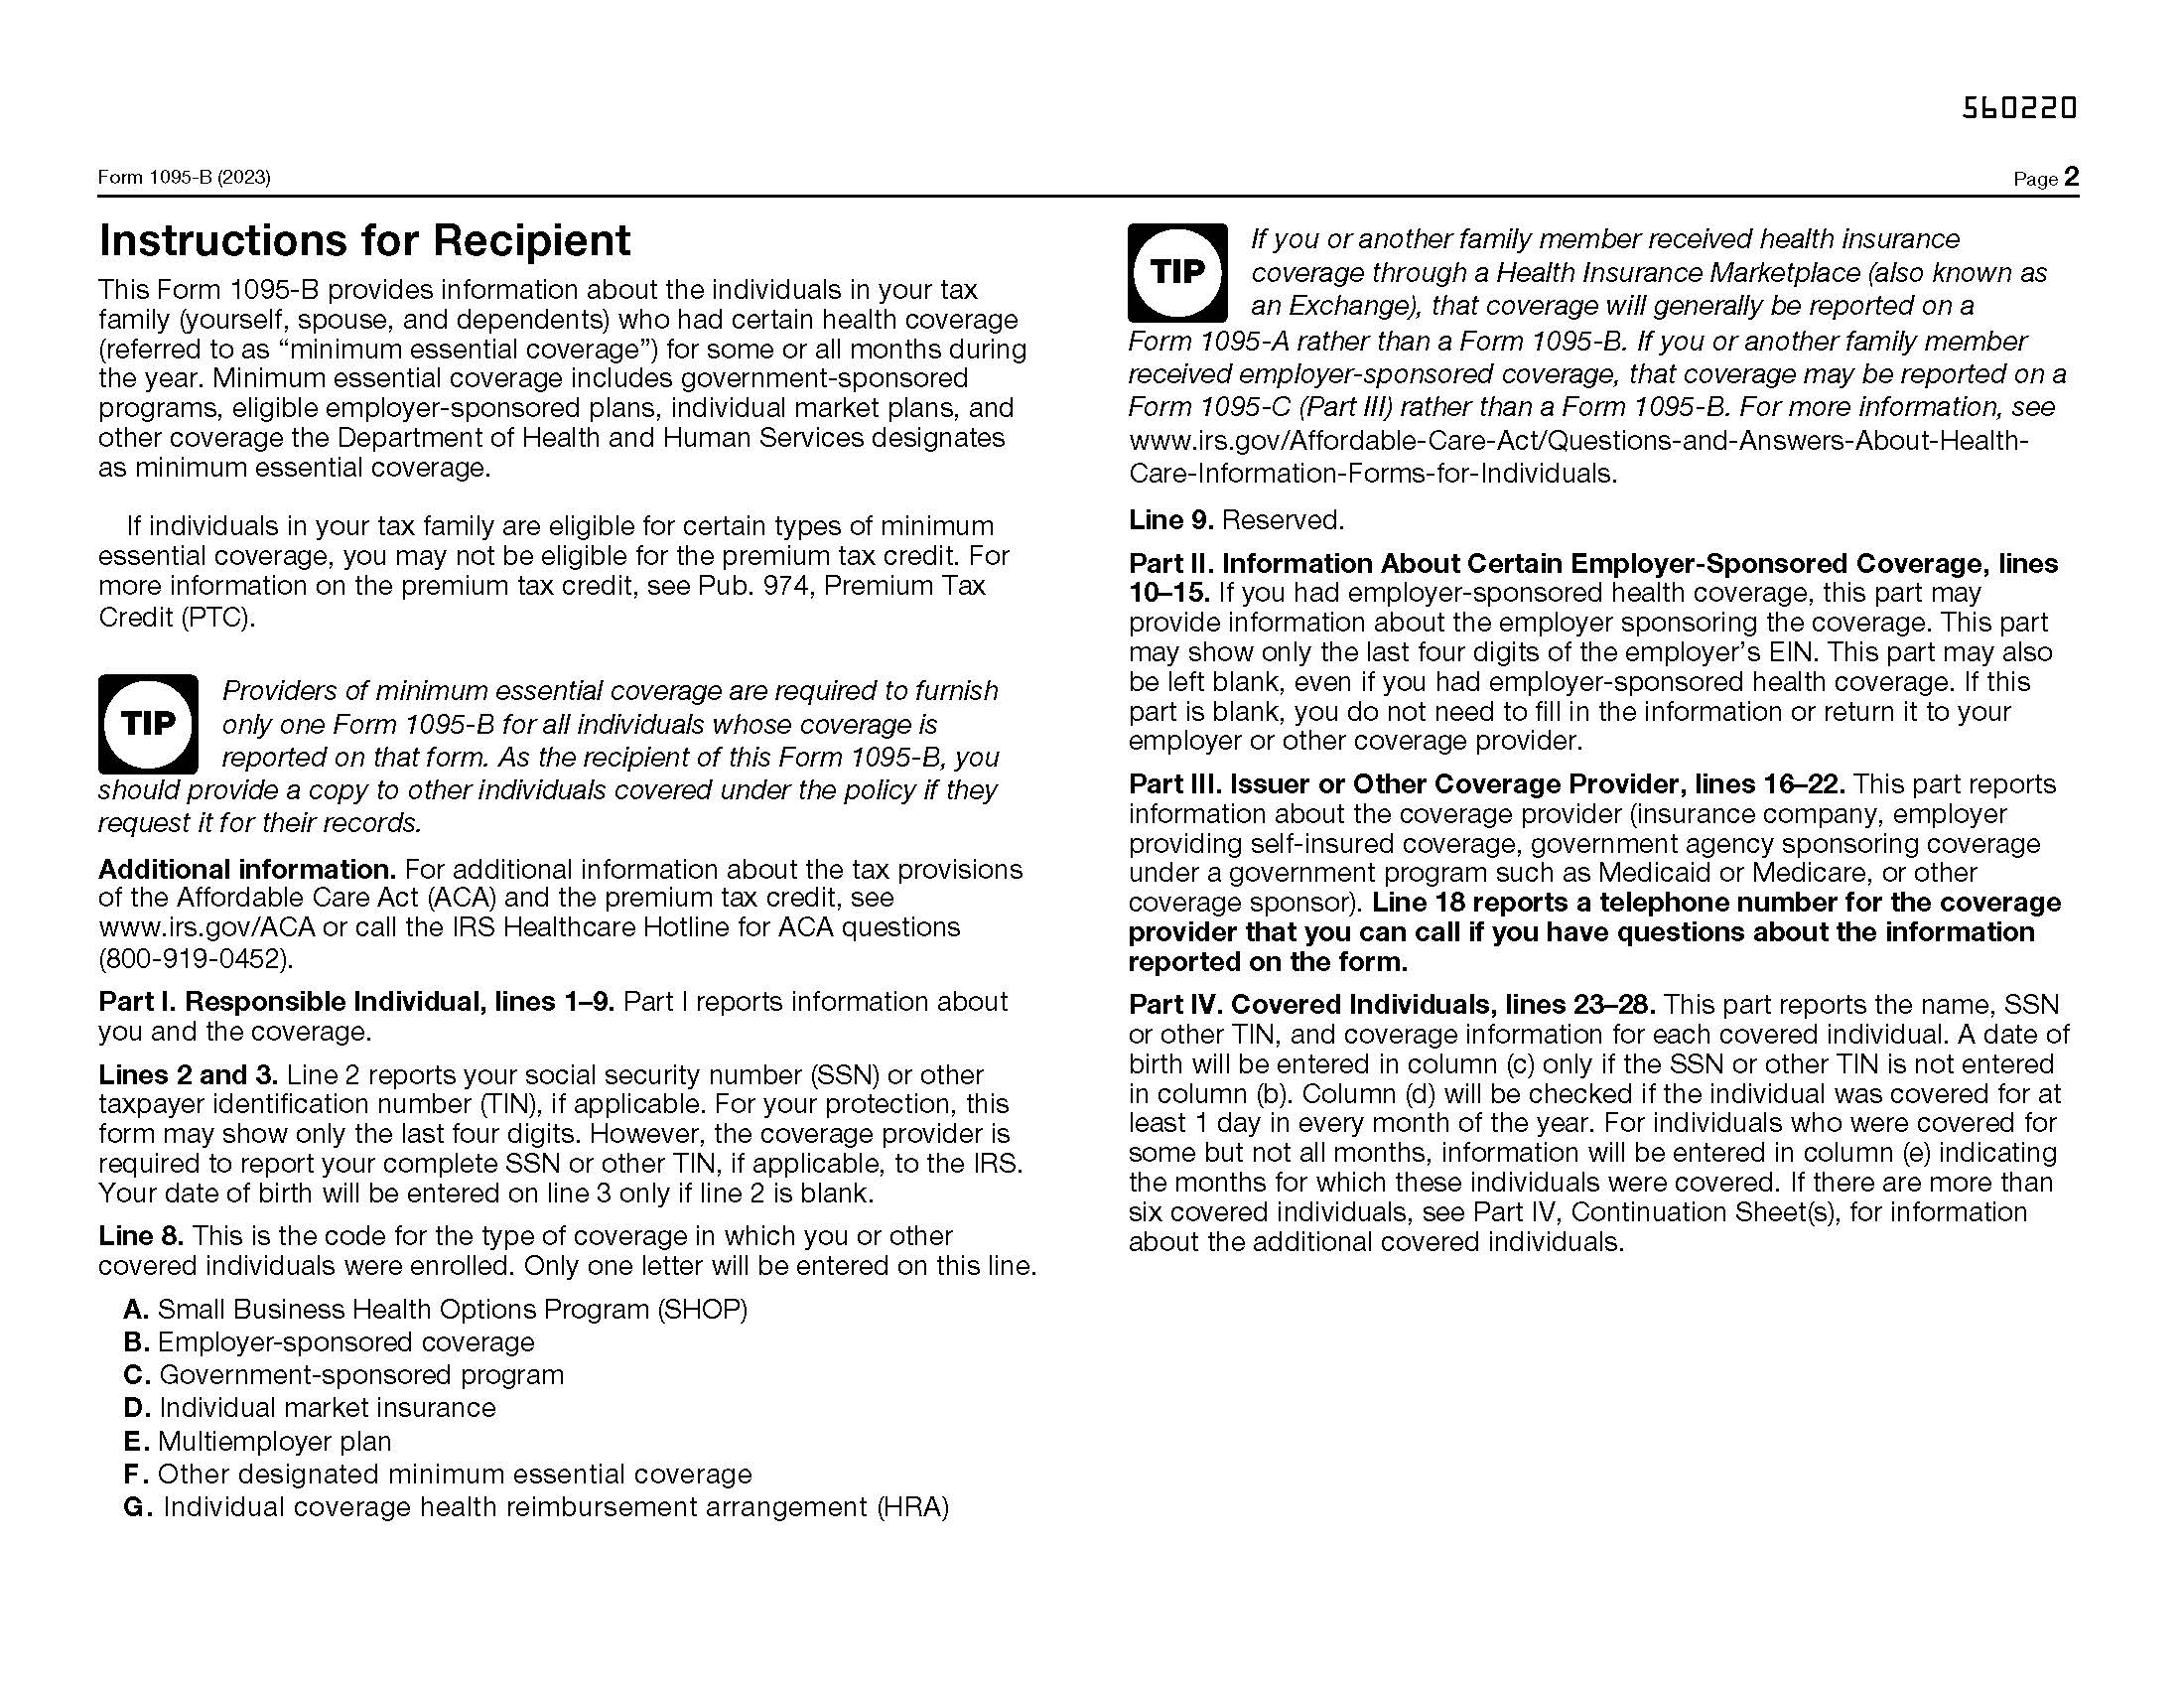 560220
Form 1095-B (2023)
Page 2
Instructions for Recipient
This Form 1095-B provides information about the individuals in your tax
family (yourself, spouse, and dependents) who had certain health coverage
(referred to as “minimum essential coverage”) for some or all months during
the year. Minimum essential coverage includes government-sponsored
programs, eligible employer-sponsored plans, individual market plans, and
other coverage the Department of Health and Human Services designates
as minimum essential coverage.
If individuals in your tax family are eligible for certain types of minimum
essential coverage, you may not be eligible for the premium tax credit. For
more information on the premium tax credit, see Pub. 974, Premium Tax
Credit (PTC).
TIP
Providers of minimum essential coverage are required to furnish
only one Form 1095-B for all individuals whose coverage is
reported on that form. As the recipient of this Form 1095-B, you
should provide a copy to other individuals covered under the policy if they
request it for their records.
Additional information. For additional information about the tax provisions
of the Affordable Care Act (ACA) and the premium tax credit, see
www.irs.gov/ACA or call the IRS Healthcare Hotline for ACA questions
(800-919-0452).
Part I. Responsible Individual, lines 1–9. Part I reports information about
you and the coverage.
Lines 2 and 3. Line 2 reports your social security number (SSN) or other
taxpayer identification number (TIN), if applicable. For your protection, this
form may show only the last four digits. However, the coverage provider is
required to report your complete SSN or other TIN, if applicable, to the IRS.
Your date of birth will be entered on line 3 only if line 2 is blank.
Line 8. This is the code for the type of coverage in which you or other
covered individuals were enrolled. Only one letter will be entered on this line.
A. Small Business Health Options Program (SHOP)
B. Employer-sponsored coverage
C. Government-sponsored program
D. Individual market insurance
E. Multiemployer plan
F. Other designated minimum essential coverage
G. Individual coverage health reimbursement arrangement (HRA)
TIP
If you or another family member received health insurance
coverage through a Health Insurance Marketplace (also known as
an Exchange), that coverage will generally be reported on a
Form 1095-A rather than a Form 1095-B. If you or another family member
received employer-sponsored coverage, that coverage may be reported on a
Form 1095-C (Part III) rather than a Form 1095-B. For more information, see
www.irs.gov/Affordable-Care-Act/Questions-and-Answers-About-Health-
Care-Information-Forms-for-Individuals.
Line 9. Reserved.
Part II. Information About Certain Employer-Sponsored Coverage, lines
10–15. If you had employer-sponsored health coverage, this part may
provide information about the employer sponsoring the coverage. This part
may show only the last four digits of the employer’s EIN. This part may also
be left blank, even if you had employer-sponsored health coverage. If this
part is blank, you do not need to fill in the information or return it to your
employer or other coverage provider.
Part III. Issuer or Other Coverage Provider, lines 16–22. This part reports
information about the coverage provider (insurance company, employer
providing self-insured coverage, government agency sponsoring coverage
under a government program such as Medicaid or Medicare, or other
coverage sponsor). Line 18 reports a telephone number for the coverage
provider that you can call if you have questions about the information
reported on the form.
Part IV. Covered Individuals, lines 23–28. This part reports the name, SSN
or other TIN, and coverage information for each covered individual. A date of
birth will be entered in column (c) only if the SSN or other TIN is not entered
in column (b). Column (d) will be checked if the individual was covered for at
least 1 day in every month of the year. For individuals who were covered for
some but not all months, information will be entered in column (e) indicating
the months for which these individuals were covered. If there are more than
six covered individuals, see Part IV, Continuation Sheet(s), for information
about the additional covered individuals.